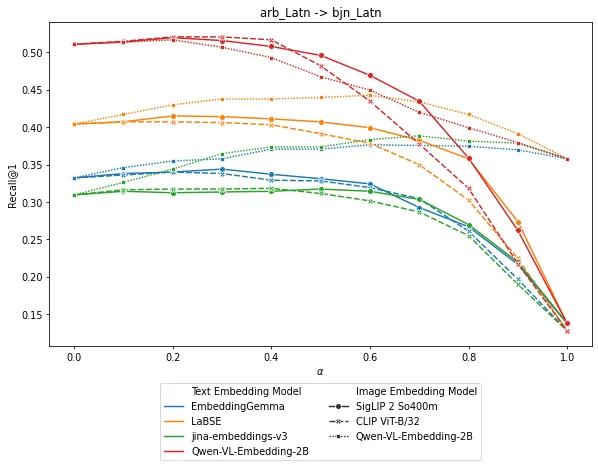 arb_Latn -> bjn_Latn
Recall@1
0.50
0.45
0.40
0.35
0.30
0.25
0.20
0.15
0.0
0.2
0.4
0.6
0.8
1.0
α
Text Embedding Model
EmbeddingGemma
LaBSE
jina-embeddings-v3
Qwen-VL-Embedding-2B
Image Embedding Model
SigLIP 2 So400m
CLIP ViT-B/32
Qwen-VL-Embedding-2B